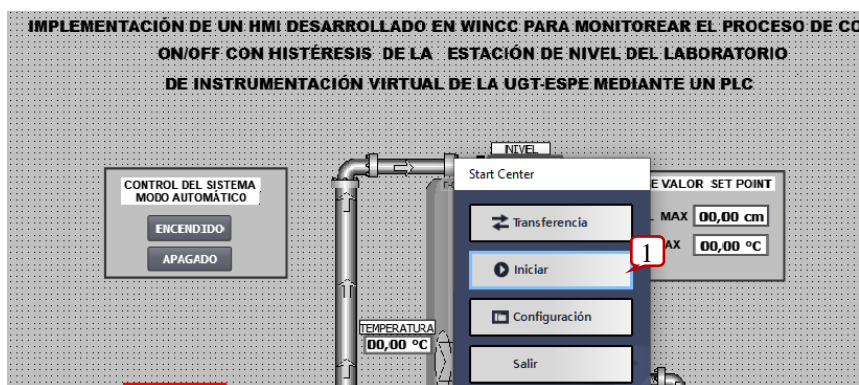 IMPLEMENTACIÓN DE UN HMI DESARROLLADO EN WINCC PARA MONITOREAR EL PROCESO DE CO
ON/OFF CON HISTÉRESIS DE LA ESTACIÓN DE NIVEL DEL LABORATORIO
DE INSTRUMENTACIÓN VIRTUAL DE LA UGT-ESPE MEDIANTE UN PLC
NIVEL
Start Center
CONTROL DEL SISTEMA
MODO AUTOMÁTICO
ENCENDIDO
APAGADO
Transferencia
1
Iniciar
Configuración
Salir
E VALOR SET POINT
MAX 00,00 cm
AX 00,00 °C
TEMPERATURA
00,00 °C